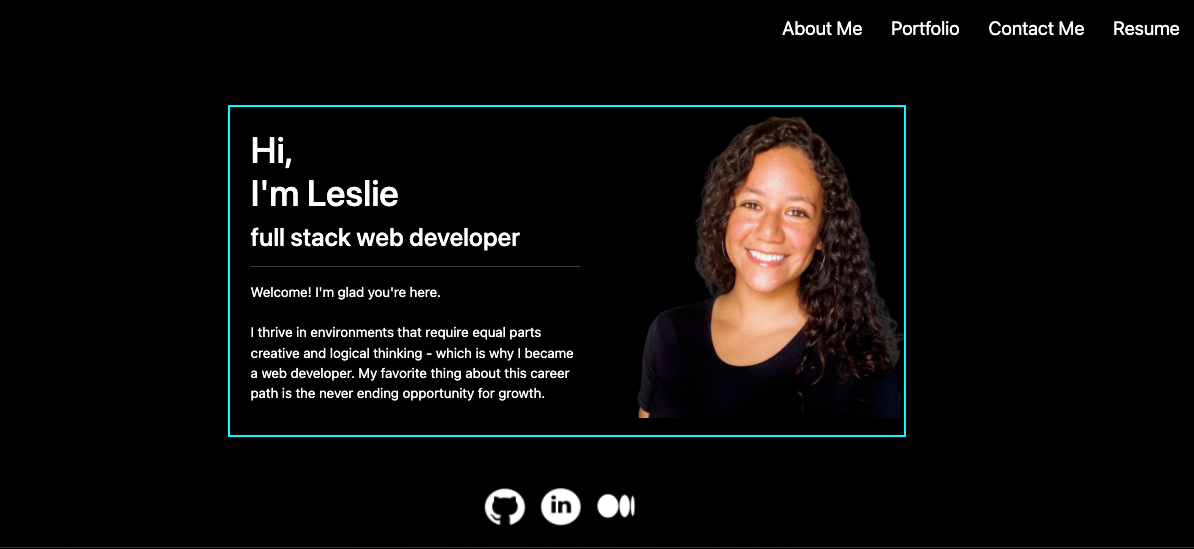 About Me Portfolio Contact Me Resume
Hi,
I'm Leslie
full stack web developer
Welcome! I'm glad you're here.
I thrive in environments that require equal parts
creative and logical thinking - which is why I became
a web developer. My favorite thing about this career
path is the never ending opportunity for growth.
in